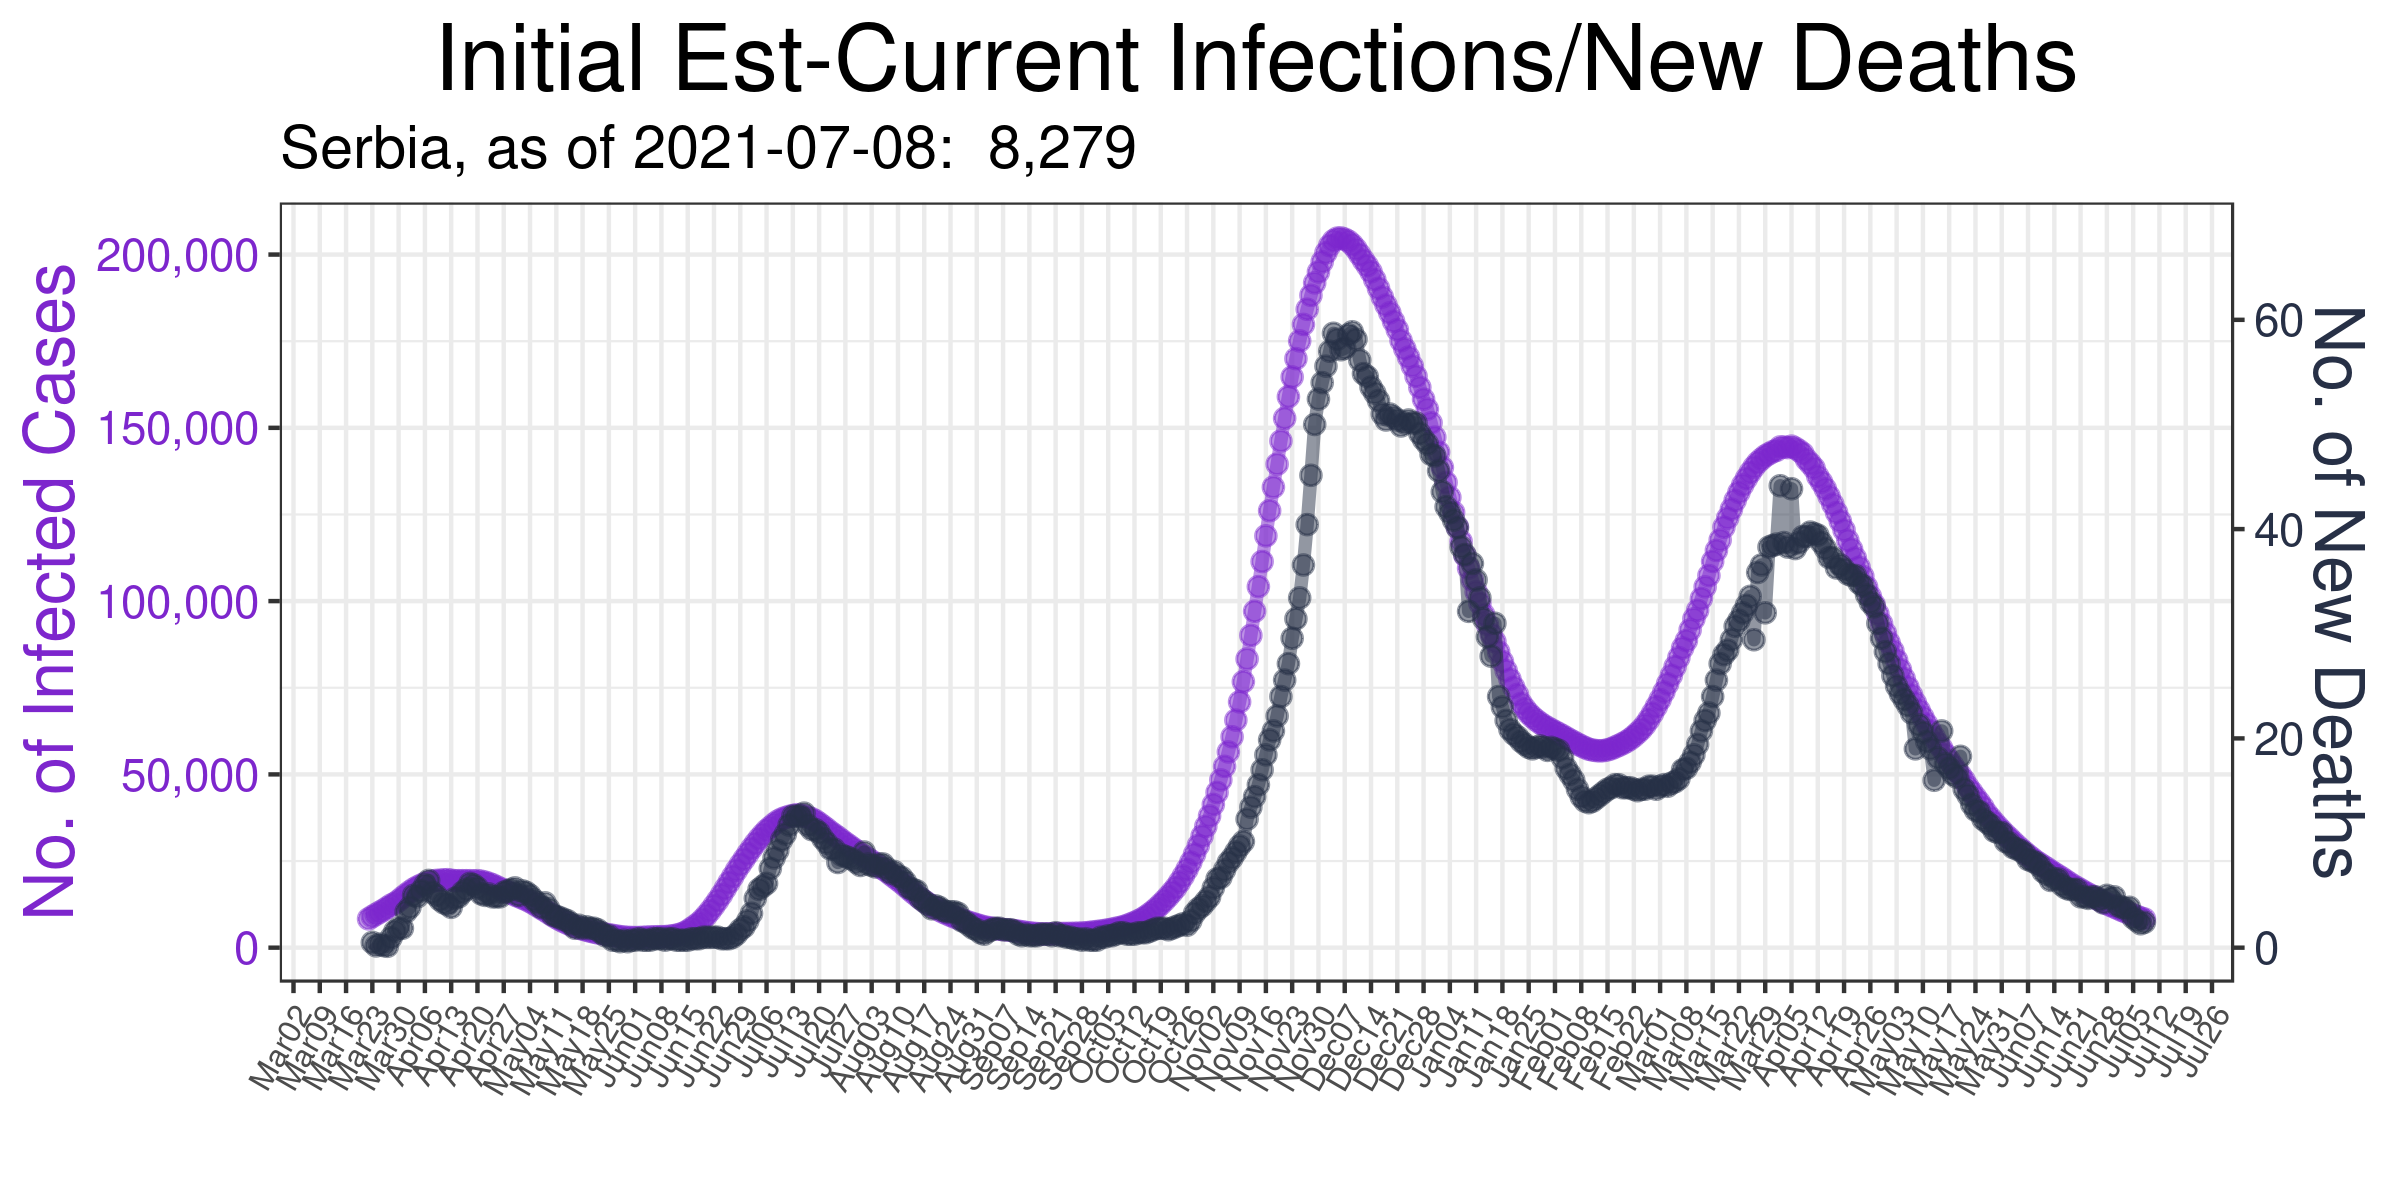 Initial Est-Current Infections/New Deaths
Serbia, as of 2021-07-08:  8,279
No. of Infected Cases
200,000
150,000
100,000
50,000
0
60
40
20
0
No. of New Deaths
Mar02
Mar09
Mar16
Mar23
Mar30
Apr06
Apr13
Apr20
Apr27
May04
May11
May18
May25
Jun01
Jun08
Jun15
Jun22
Jun29
Jul06
Jul13
Jul20
Jul27
Aug03
Aug10
Aug17
Aug24
Aug31
Sep07
Sep14
Sep21
Sep28
Oct05
Oct12
Oct19
Oct26
Nov02
Nov09
Nov16
Nov23
Nov30
Dec07
Dec14
Dec21
Dec28
Jan04
Jan11
Jan18
Jan25
Feb01
Feb08
Feb15
Feb22
Mar01
Mar08
Mar15
Mar22
Mar29
Apr05
Apr12
Apr19
Apr26
May03
May10
May17
May24
May31
Jun07
Jun14
Jun21
Jun28
Jul05
Jul12
Jul19
Jul26